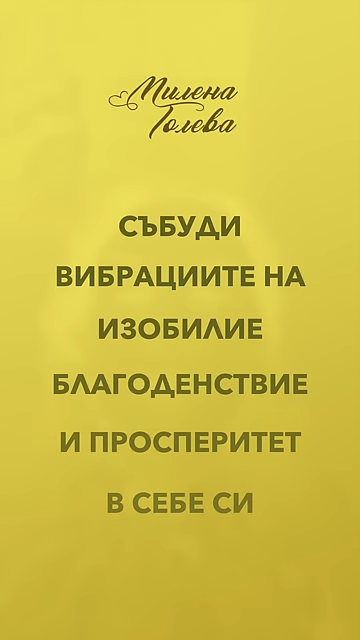 Милена
Голева
СЪБУДИ
ВИБРАЦИИТЕ НА
ИЗОБИЛИЕ
БЛАГОДЕНСТВИЕ
И ПРОСПЕРИТЕТ
В СЕБЕ СИ